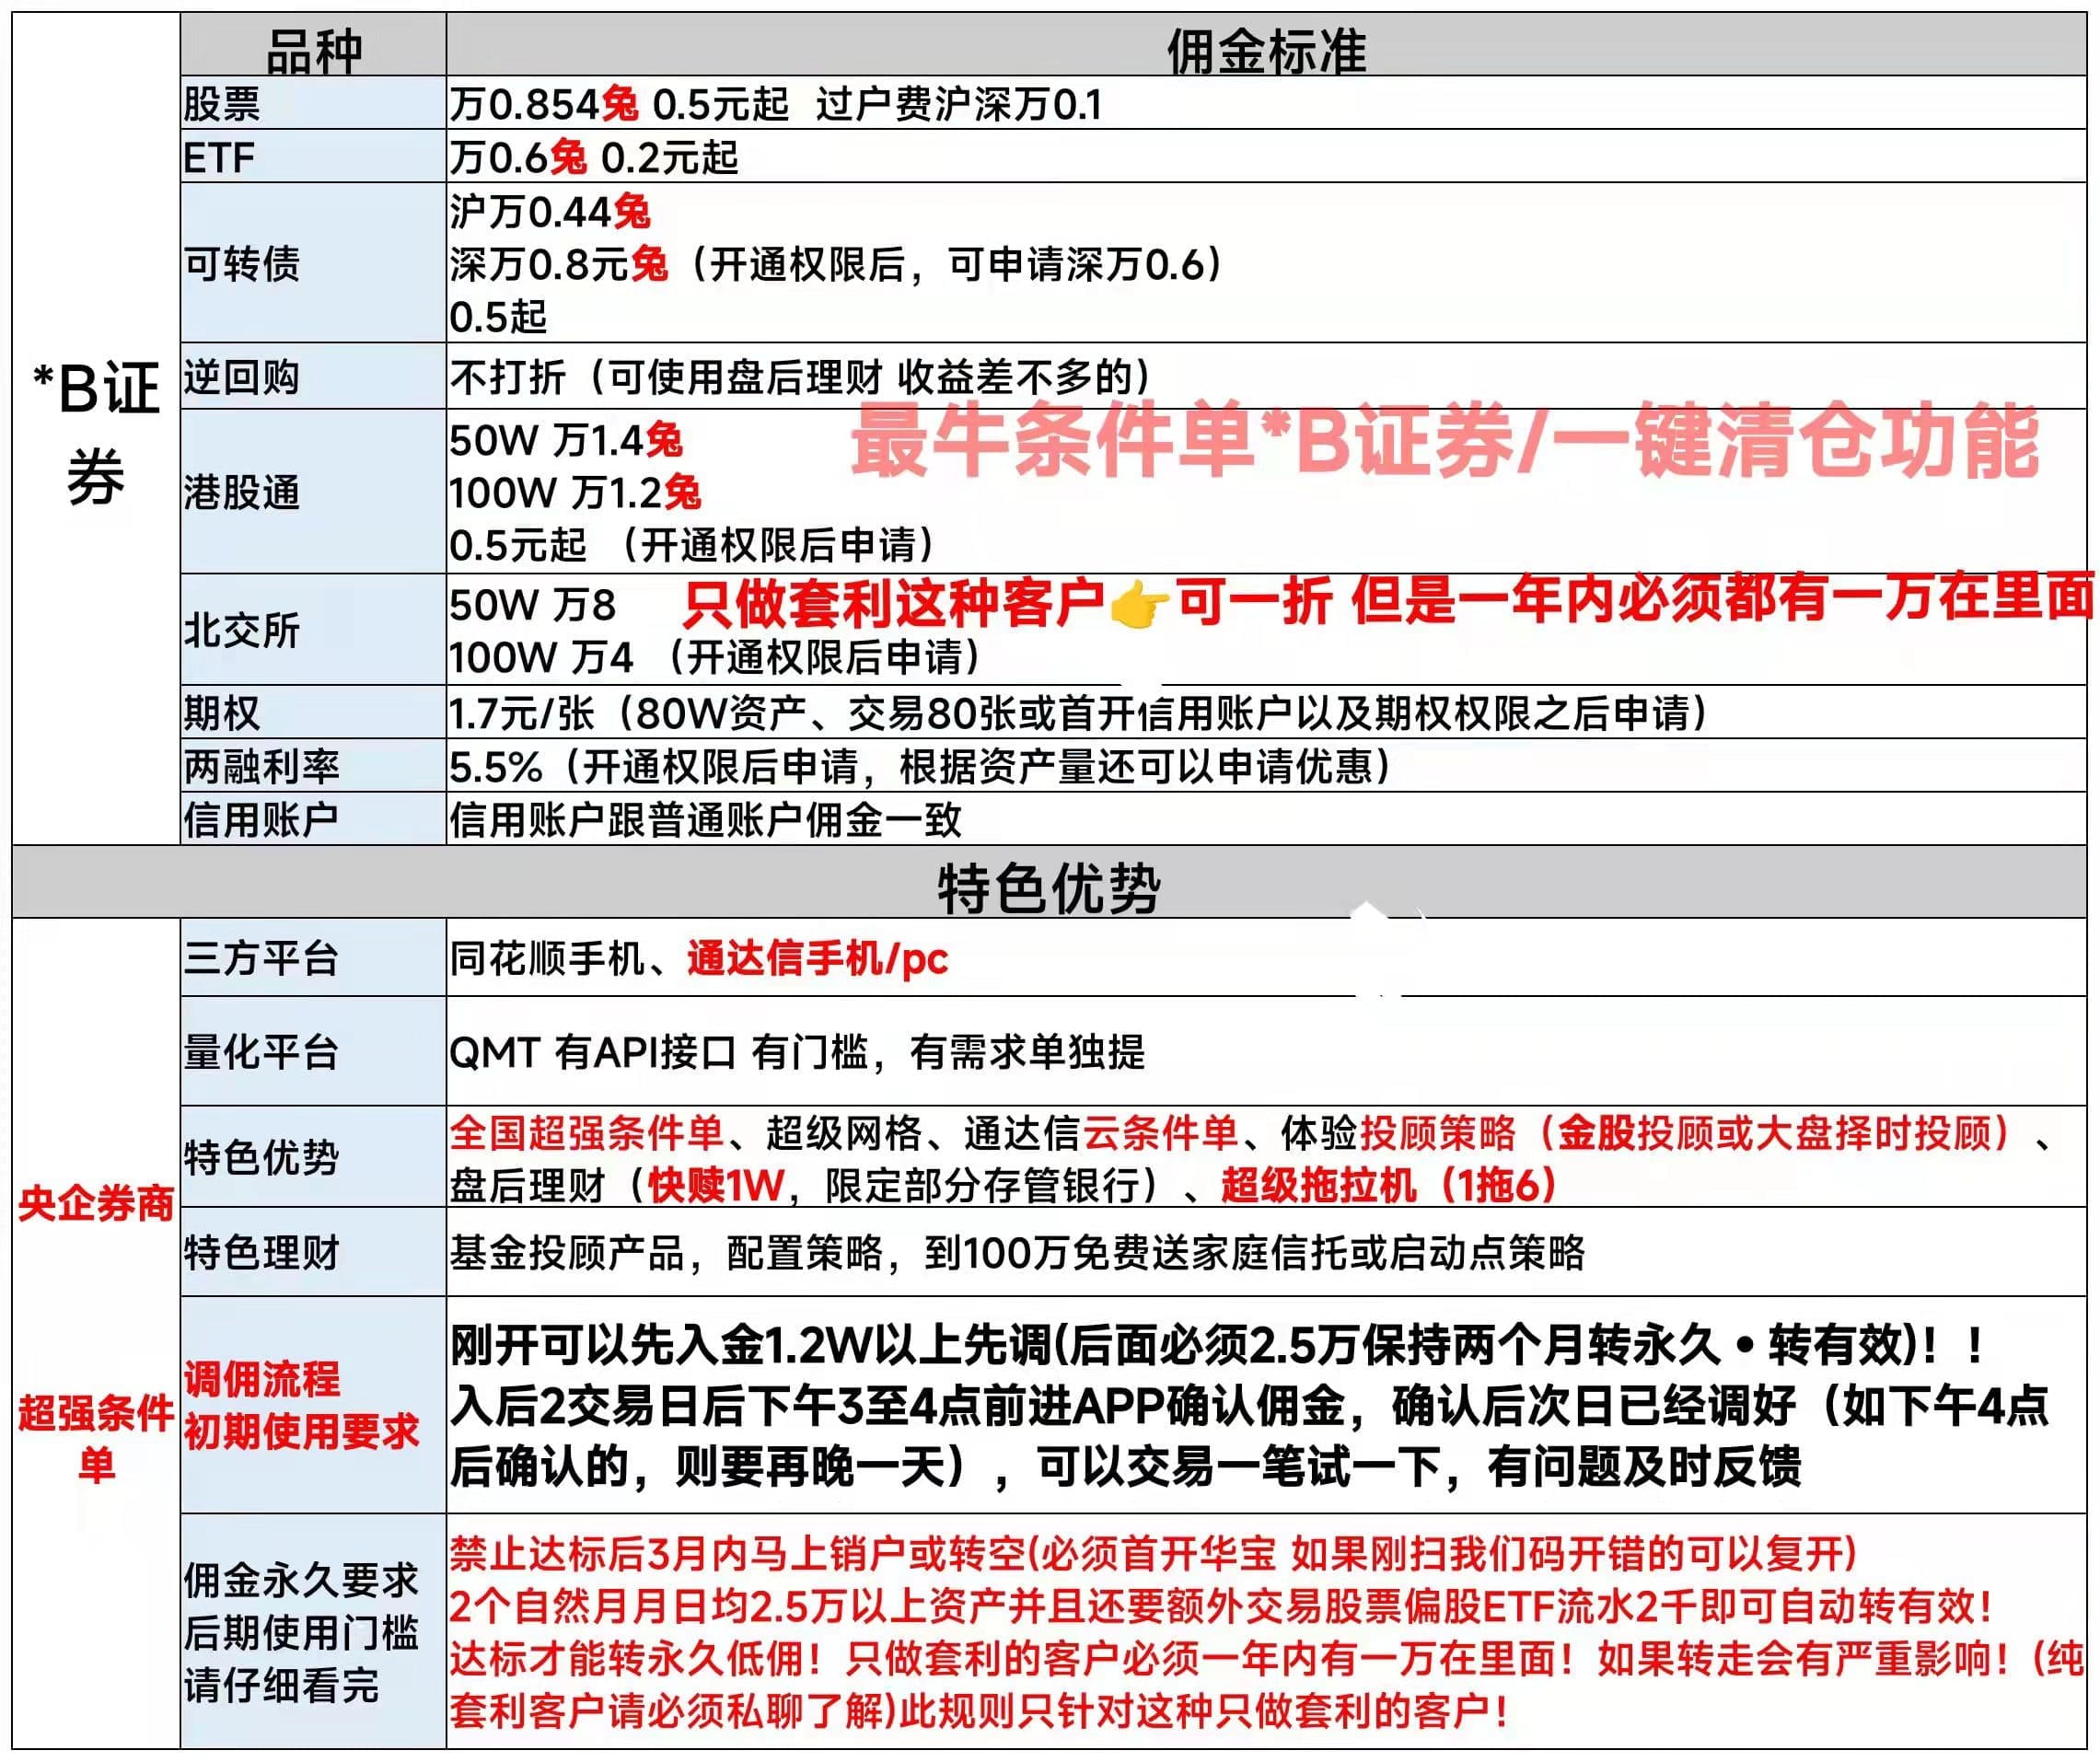 品种 佣金标准
*B证
券
股票 万0.854兔 0.5元起 过户费沪深万0.1
ETF 万0.6兔 0.2元起
可转债
沪万0.44兔
深万0.8元兔（开通权限后，可申请深万0.6）
0.5起
逆回购 不打折（可使用盘后理财 收益差不多的）
最牛条件单*B证券/一键清仓功能
港股通
50W 万1.4兔
100W 万1.2兔
0.5元起 （开通权限后申请）
北交所
50W 万8
只做套利这种客户👉可一折 但是一年内必须都有一万在里面
100W 万4 （开通权限后申请）
期权 1.7元/张（80W资产、交易80张或首开信用账户以及期权权限之后申请）
两融利率 5.5%（开通权限后申请，根据资产量还可以申请优惠）
信用账户 信用账户跟普通账户佣金一致
特色优势
央企券商
超强条件
单
三方平台 同花顺手机、通达信手机/pc
量化平台 QMT 有API接口 有门槛，有需求单独提
特色优势
全国超强条件单、超级网格、通达信云条件单、体验投顾策略（金股投顾或大盘择时投顾）、
盘后理财（快赎1W，限定部分存管银行）、超级拖拉机（1拖6）
特色理财 基金投顾产品，配置策略，到100万免费送家庭信托或启动点策略
调佣流程
初期使用要求
刚开可以先入金1.2W以上先调(后面必须2.5万保持两个月转永久•转有效)！！
入后2交易日后下午3至4点前进APP确认佣金，确认后次日已经调好（如下午4点
后确认的，则要再晚一天），可以交易一笔试一下，有问题及时反馈
佣金永久要求
后期使用门槛
请仔细看完
禁止达标后3月内马上销户或转空(必须首开华宝 如果刚扫我们码开错的可以复开)
2个自然月月日均2.5万以上资产并且还要额外交易股票偏股ETF流水2千即可自动转有效！
达标才能转永久低佣！只做套利的客户必须一年内有一万在里面！如果转走会有严重影响！(纯
套利客户请必须私聊了解)此规则只针对这种只做套利的客户！